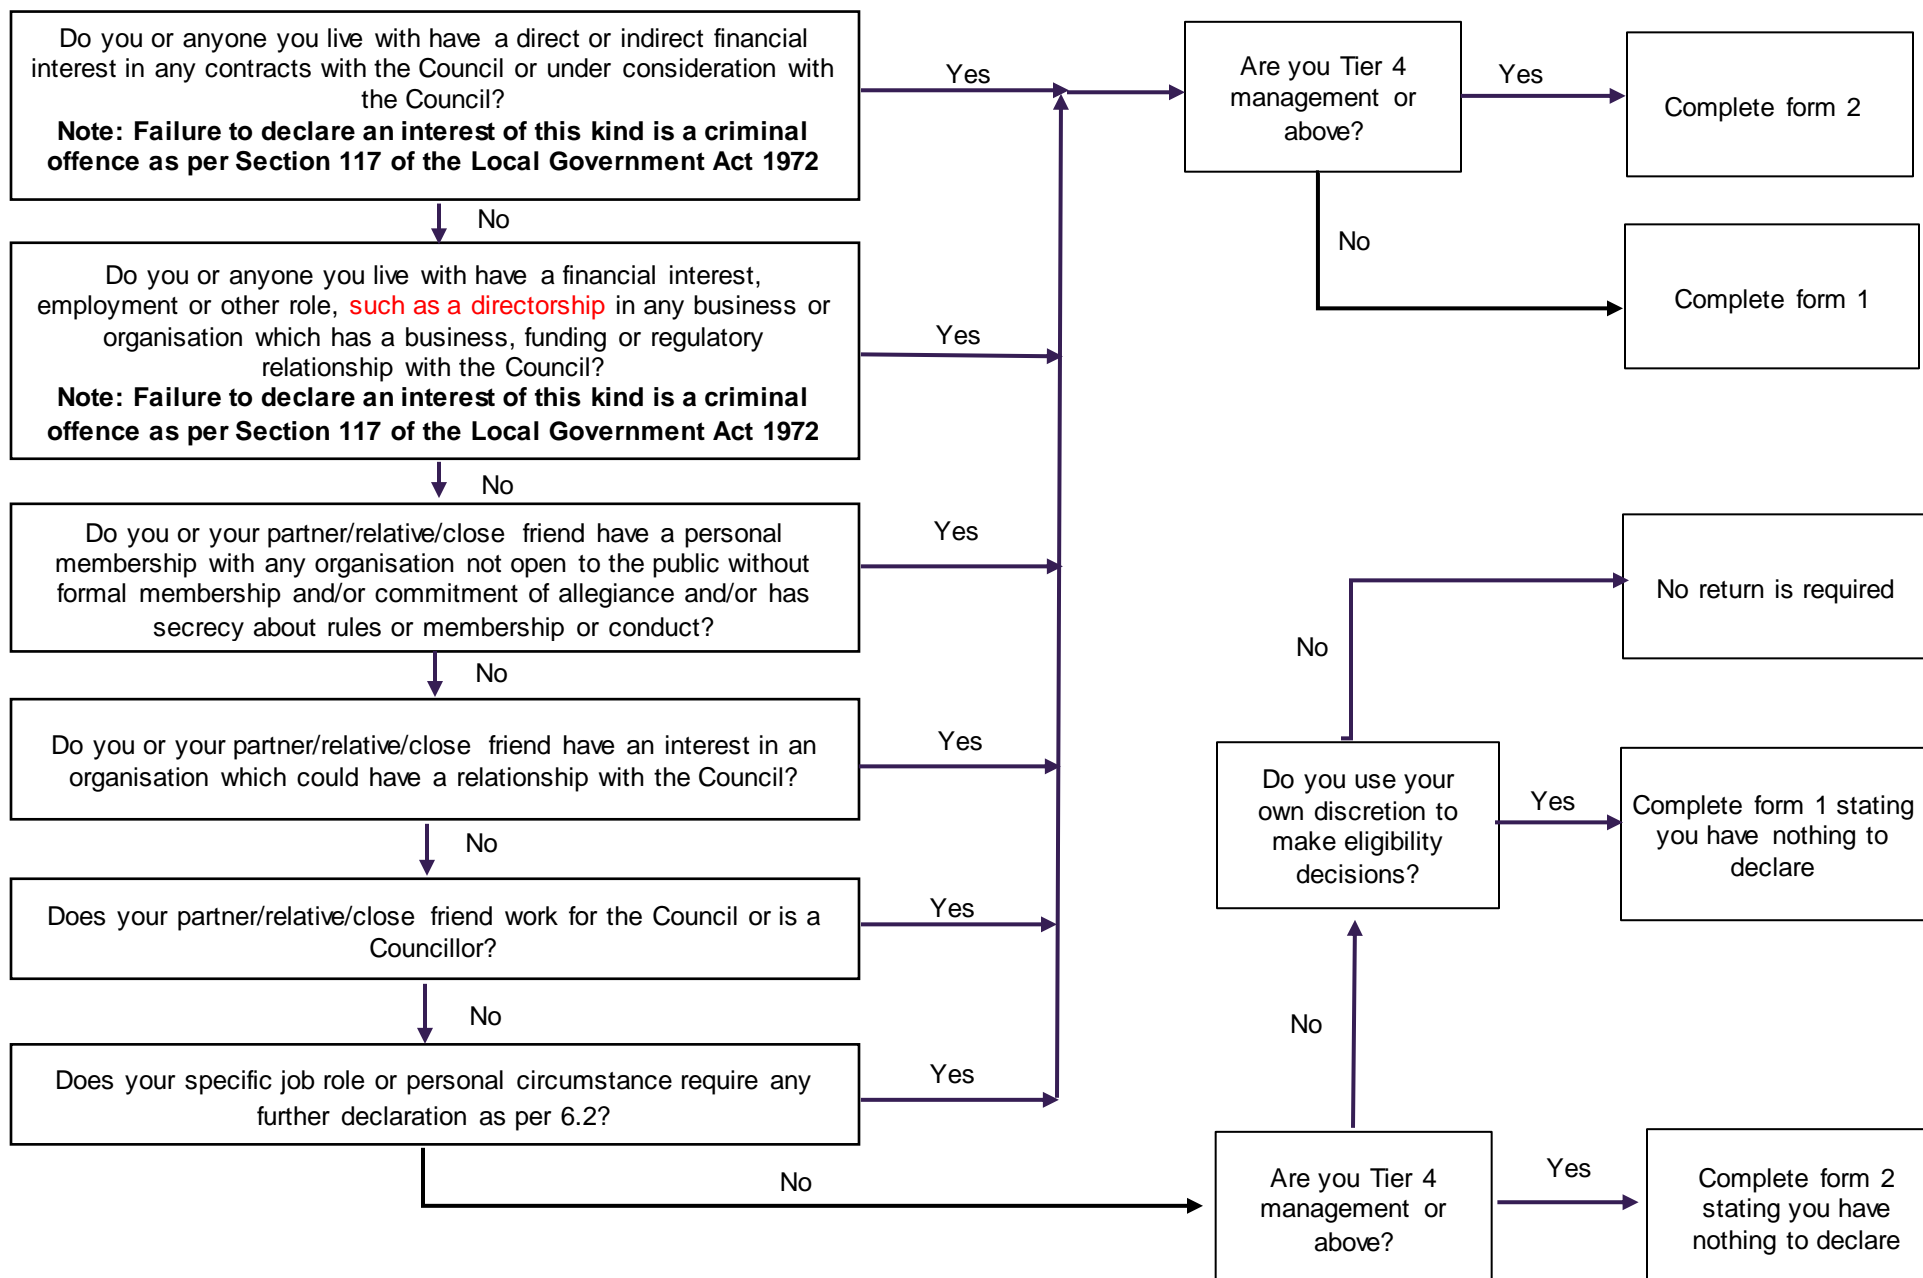 Do you or anyone you live with have a direct or indirect financial
interest in any contracts with the Council or under consideration with
the Council?
Note: Failure to declare an interest of this kind is a criminal
offence as per Section 117 of the Local Government Act 1972
Yes
Are you Tier 4
management or
above?
Yes
Complete form 2
No
No
Complete form 1
Do you or anyone you live with have a financial interest,
employment or other role, such as a directorship in any business or
organisation which has a business, funding or regulatory
relationship with the Council?
Note: Failure to declare an interest of this kind is a criminal
offence as per Section 117 of the Local Government Act 1972
Yes
No
Do you or your partner/relative/close friend have a personal
membership with any organisation not open to the public without
formal membership and/or commitment of allegiance and/or has
secrecy about rules or membership or conduct?
Yes
No
Do you or your partner/relative/close friend have an interest in an
organisation which could have a relationship with the Council?
Yes
No
Does your partner/relative/close friend work for the Council or is a
Councillor?
Yes
No
Does your specific job role or personal circumstance require any
further declaration as per 6.2?
Yes
No
Are you Tier 4
management or
above?
Yes
Complete form 2
stating you have
nothing to declare
No
Do you use your
own discretion to
make eligibility
decisions?
Yes
Complete form 1 stating
you have nothing to
declare
No
No return is required